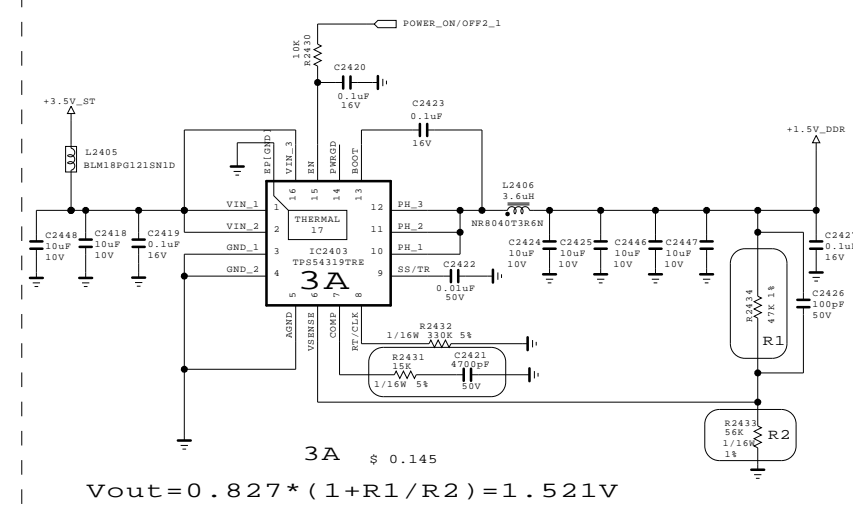 POWER_ON/OFF2_1
10K
R2430
C2420
0.1uF
16V
C2423
0.1uF
16V
+3.5V_ST
L2405
BLM18PG121SN1D
+1.5V_DDR
EP[GND]
VIN_3
EN
PWRGD
BOOT
16
15
14
13
VIN_1
1
VIN_2
2
GND_1
3
GND_2
4
THERMAL
17
IC2403
TPS54319TRE
3A
12
PH_3
11
PH_2
10
PH_1
9
SS/TR
5
6
7
8
AGND
VSENSE
COMP
RT/CLK
L2406
3.6uH
NR8040T3R6N
C2448
10uF
10V
C2418
10uF
10V
C2419
0.1uF
16V
C2422
0.01uF
50V
C2424
10uF
10V
C2425
10uF
10V
C2446
10uF
10V
C2447
10uF
10V
C2427
0.1u
16V
R2434
47K 1%
R1
C2426
100pF
50V
R2432
1/16W 330K 5%
R2431
15K
1/16W 5%
C2421
4700pF
50V
R2433
56K
1/16W
1%
R2
3A $ 0.145
Vout=0.827*(1+R1/R2)=1.521V